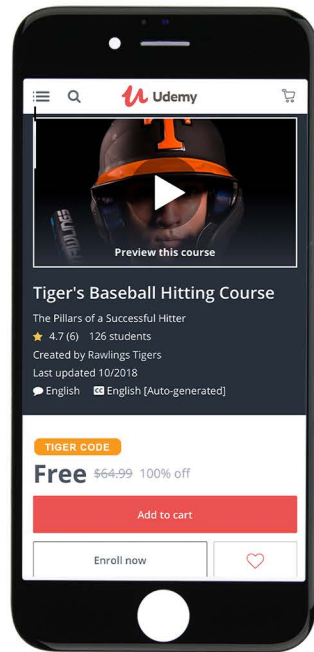 Udemy
T
Preview this course
Tiger's Baseball Hitting Course
The Pillars of a Successful Hitter
4.7 (6) 126 students
Created by Rawlings Tigers
Last updated 10/2018
English CC English [Auto-generated]
TIGER CODE
Free $64.99 100% off
Add to cart
Enroll now